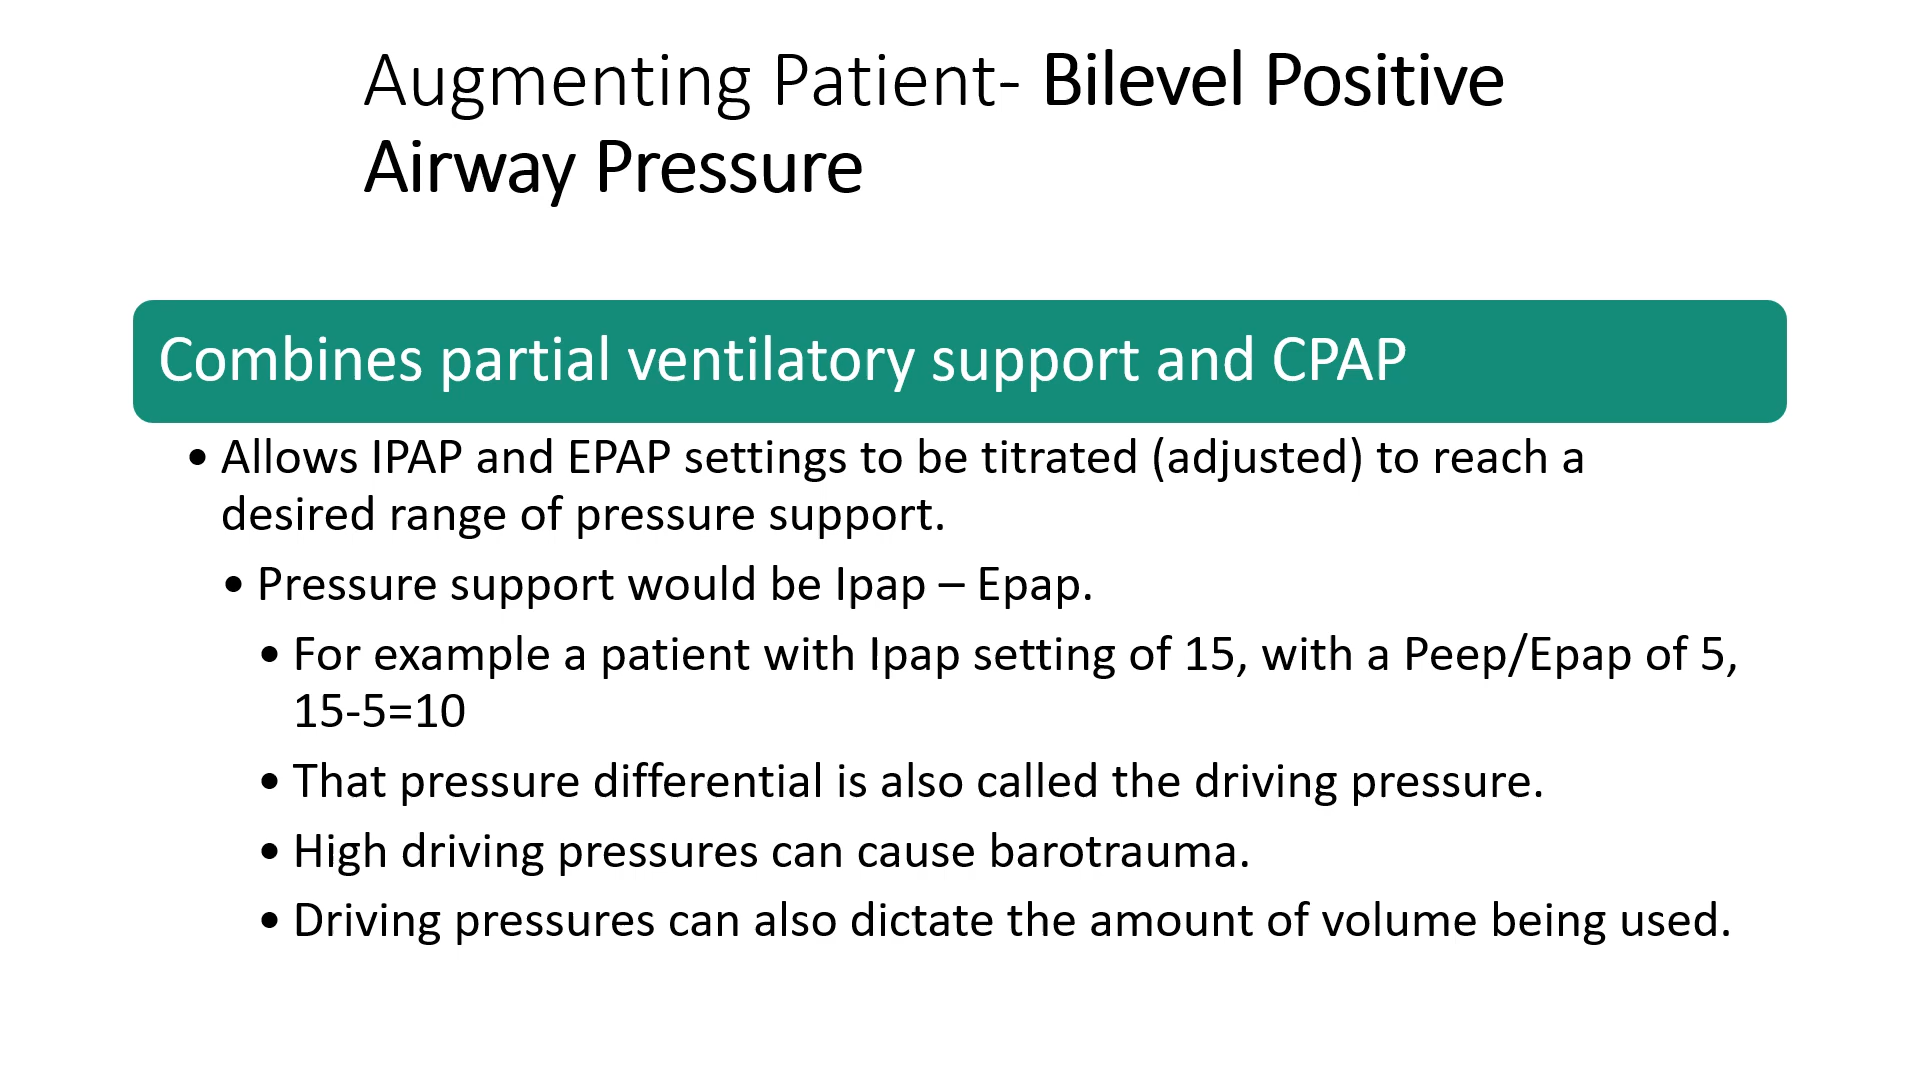 Augmenting Patient- Bilevel Positive
Airway Pressure
Combines partial ventilatory support and CPAP
• Allows IPAP and EPAP settings to be titrated (adjusted) to reach a
desired range of pressure support.
• Pressure support would be Ipap – Epap.
• For example a patient with Ipap setting of 15, with a Peep/Epap of 5,
15-5=10
• That pressure differential is also called the driving pressure.
• High driving pressures can cause barotrauma.
• Driving pressures can also dictate the amount of volume being used.